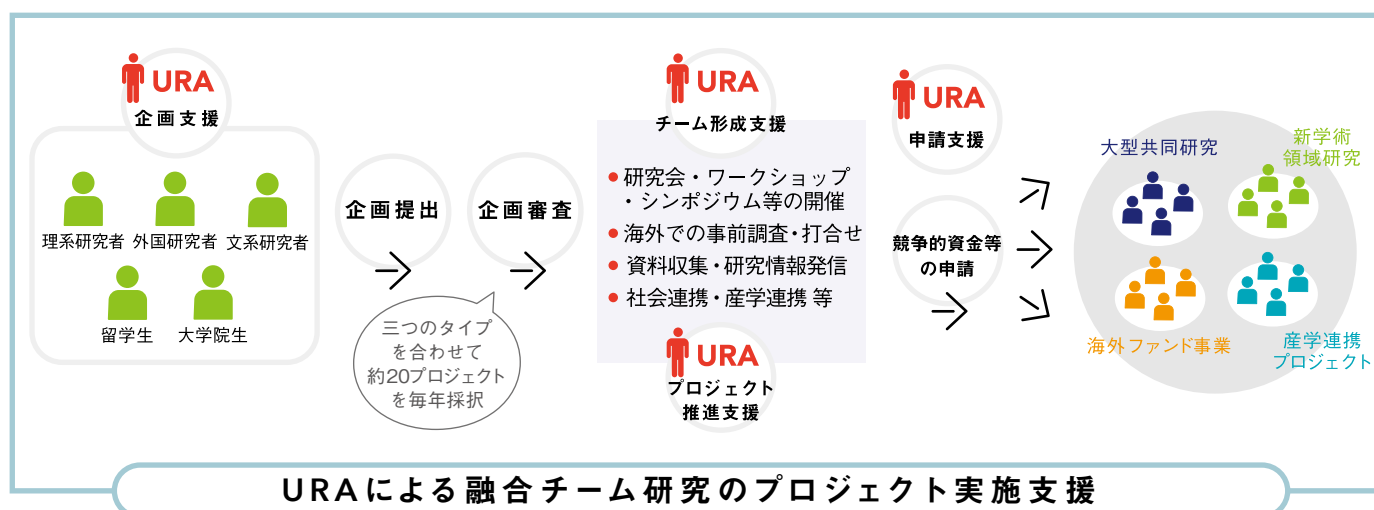 URA
企画支援
理系研究者
外国研究者
文系研究者
留学生
大学院生
企画提出
企画審査
三つのタイプ
を合わせて
約20プロジェクト
を毎年採択
URA
チーム形成支援
●研究会・ワークショップ
・シンポジウム等の開催
●海外での事前調査・打合せ
●資料収集・研究情報発信
●社会連携・産学連携 等
URA
プロジェクト
推進支援
URA
申請支援
競争的資金等
の申請
大型共同研究
新学術
領域研究
海外ファンド事業
産学連携
プロジェクト
URAによる融合チーム研究のプロジェクト実施支援